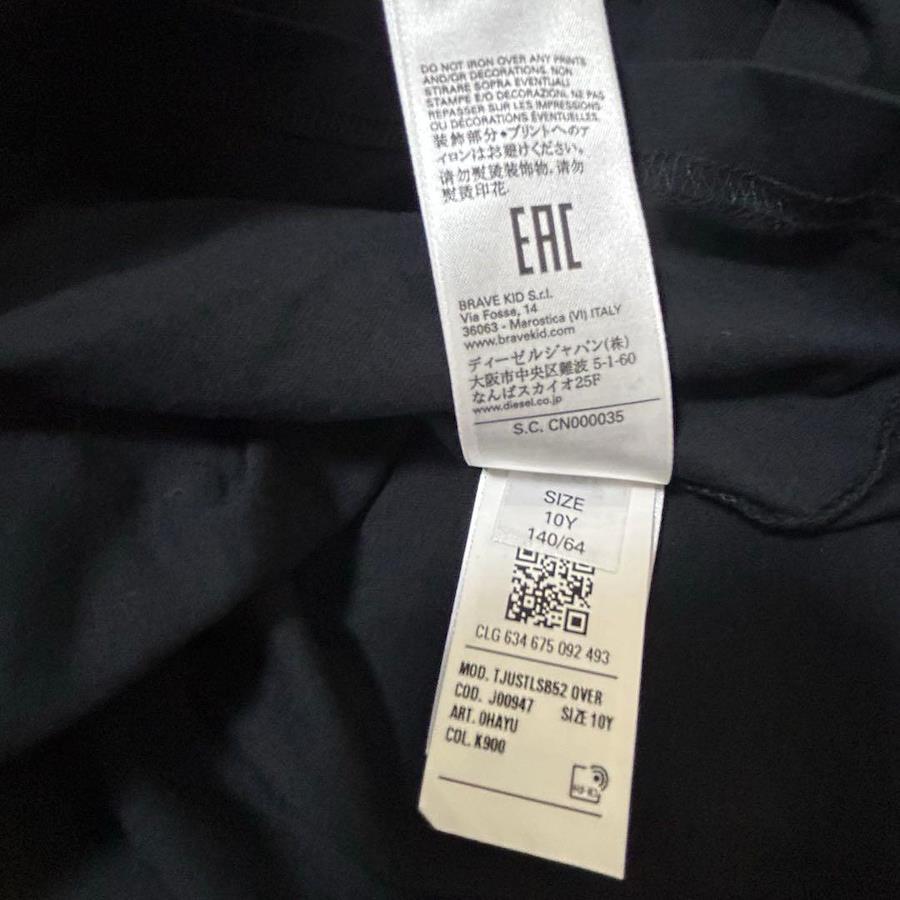 DO NOT IRON OVER ANY PRINTS
AND/OR DECORATIONS. NON
STIRARE SOPRA EVENTUALI
STAMPE E/O DECORAZIONI. NE PAS
REPASSER SUR LES IMPRESSIONS
OU DÉCORATIONS ÉVENTUELLES.
装飾部分・プリントへのア
イロンはお避けください。
请勿熨烫装饰物，请勿
熨烫印花.
EAC
BRAVE KID S.r.l.
Via Fosse, 14
36063 - Marostica (VI) ITALY
www.bravekid.com
ディーゼルジャパン(株)
大阪市中央区難波 5-1-60
なんばスカイオ25F
www.diesel.co.jp
S.C. CN000035
SIZE
10Y
140/64
CLG 634 675 092 493
MOD. TJUSTLSB52 OVER
COD. J00947 SIZE 10Y
ART. 0HAYU
COL. K900